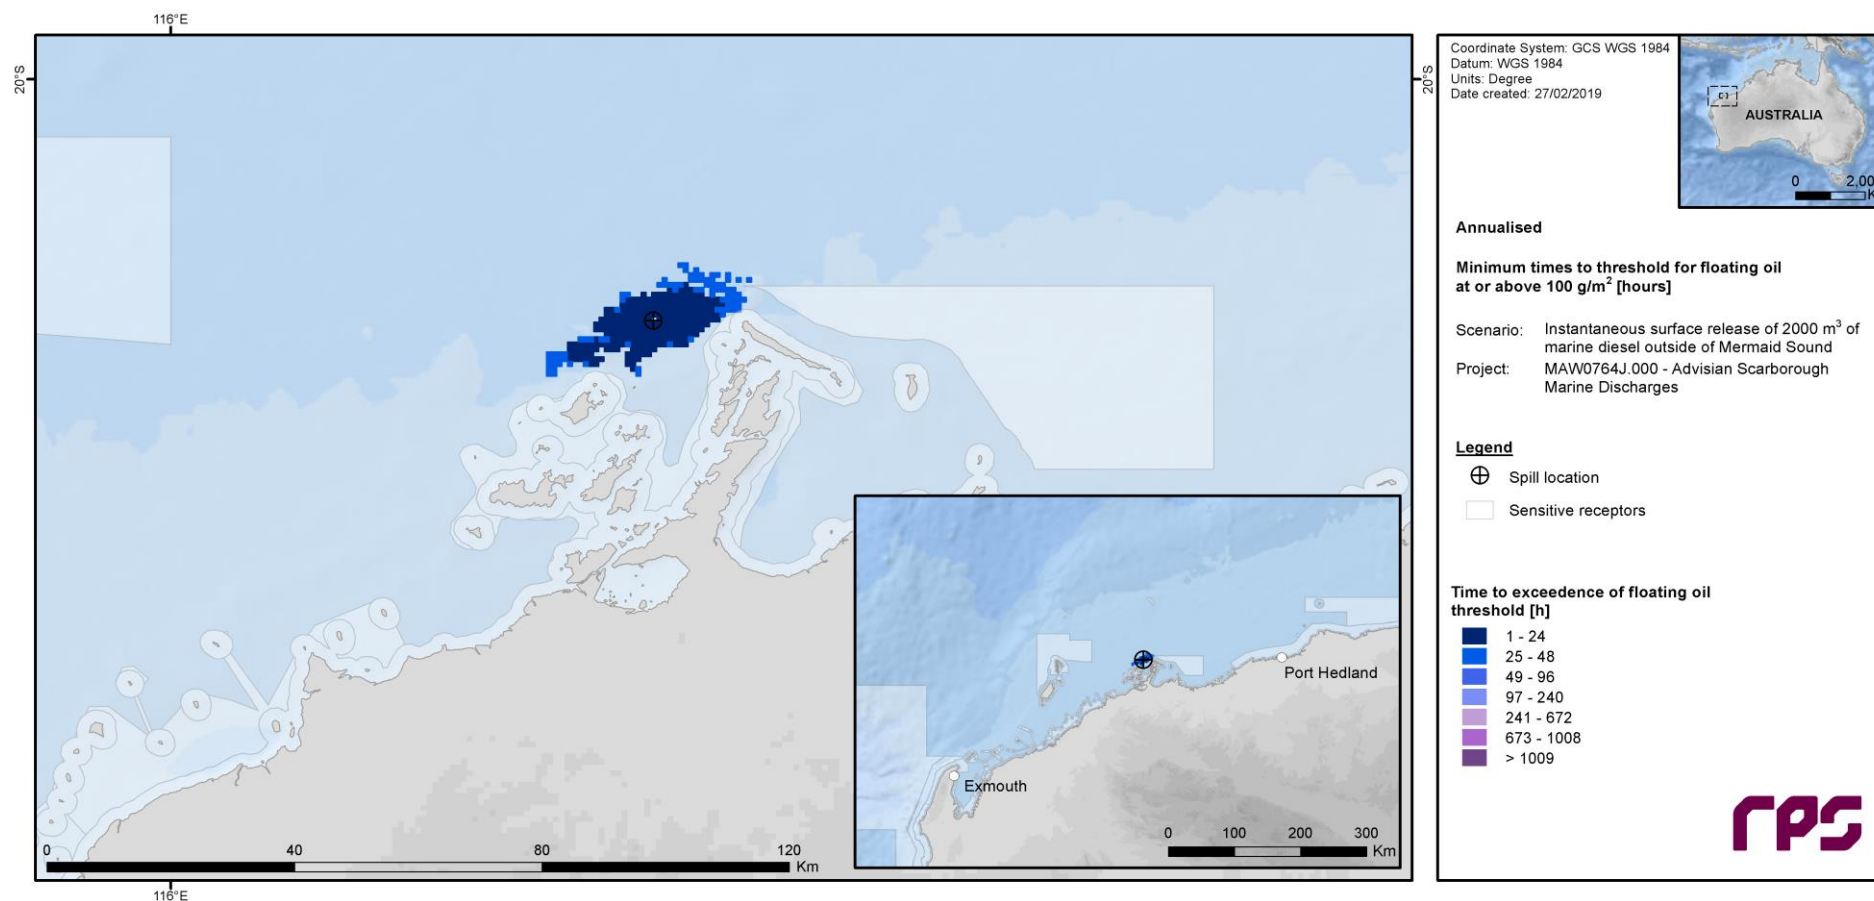 116°E
20°S
20°S
116°E
0 40 80 120 Km
Port Hedland
Exmouth
0 100 200 300 Km
Coordinate System: GCS WGS 1984
Datum: WGS 1984
Units: Degree
Date created: 27/02/2019
AUSTRALIA
0 2,00
K
Annualised
Minimum times to threshold for floating oil
at or above 100 g/m² [hours]
Scenario: Instantaneous surface release of 2000 m³ of
marine diesel outside of Mermaid Sound
Project: MAW0764J.000 - Advisian Scarborough
Marine Discharges
Legend
Spill location
Sensitive receptors
Time to exceedence of floating oil
threshold [h]
1 - 24
25 - 48
49 - 96
97 - 240
241 - 672
673 - 1008
> 1009
rps